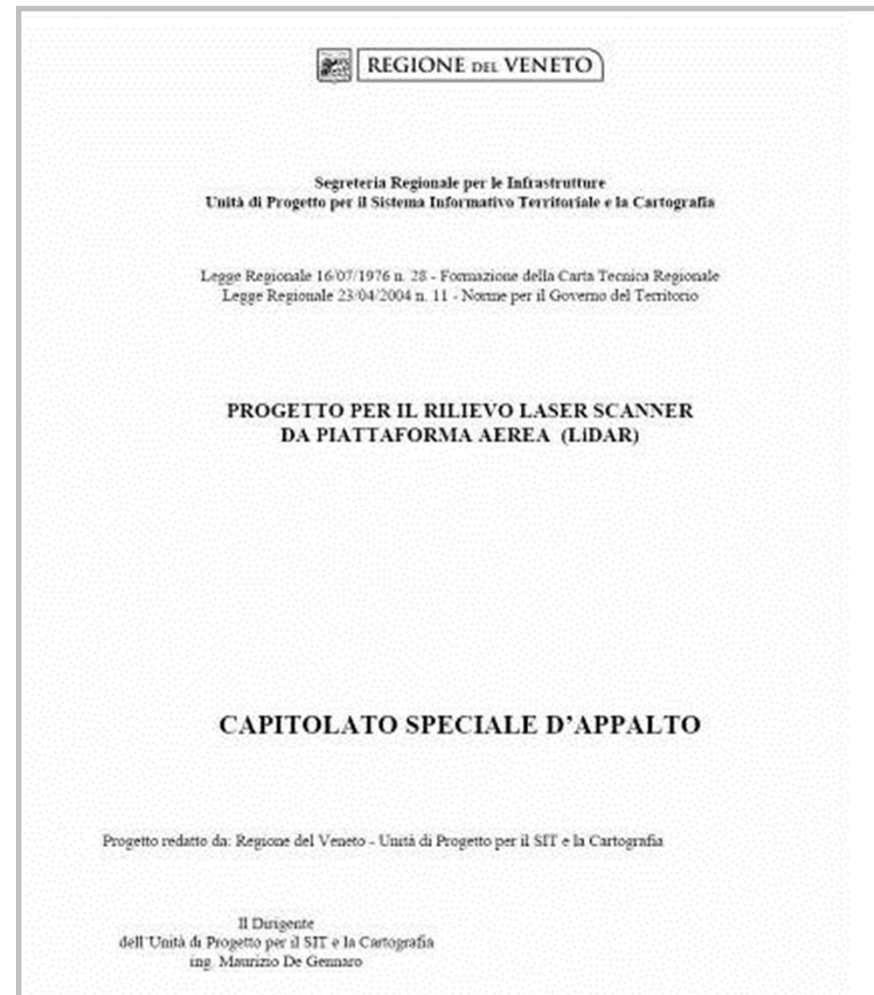 REGIONE DEL VENETO
Segreteria Regionale per le Infrastrutture
Unità di Progetto per il Sistema Informativo Territoriale e la Cartografia
Legge Regionale 16/07/1976 n. 28 - Formazione della Carta Tecnica Regionale
Legge Regionale 23/04/2004 n. 11 - Norme per il Governo del Territorio
PROGETTO PER IL RILIEVO LASER SCANNER
DA PIATTAFORMA AEREA (LiDAR)
CAPITOLATO SPECIALE D'APPALTO
Progetto redatto da: Regione del Veneto - Unità di Progetto per il SIT e la Cartografia
Il Dirigente
dell'Unità di Progetto per il SIT e la Cartografia
ing. Maurizio De Gennaro